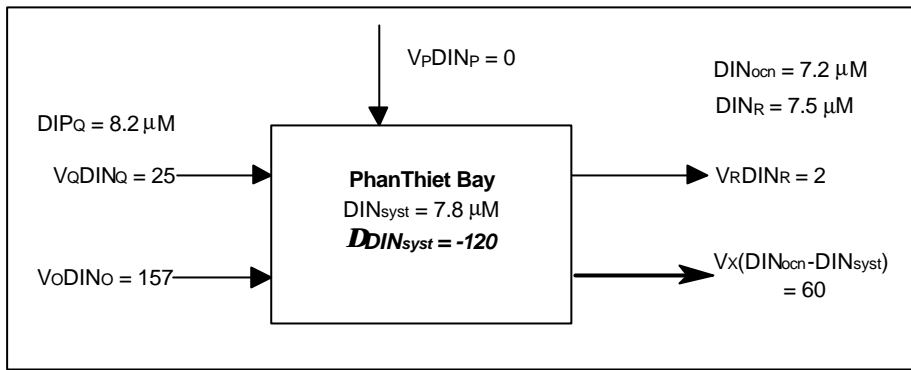 VPDINP = 0
DINocn = 7.2 µM
DINR = 7.5 µM
DIPQ = 8.2 µM
VQDINQ = 25
PhanThiet Bay
DINsyst = 7.8 µM
DDINsyst = -120
VRDINR = 2
VODINO = 157
VX(DINocn-DINsyst)
= 60